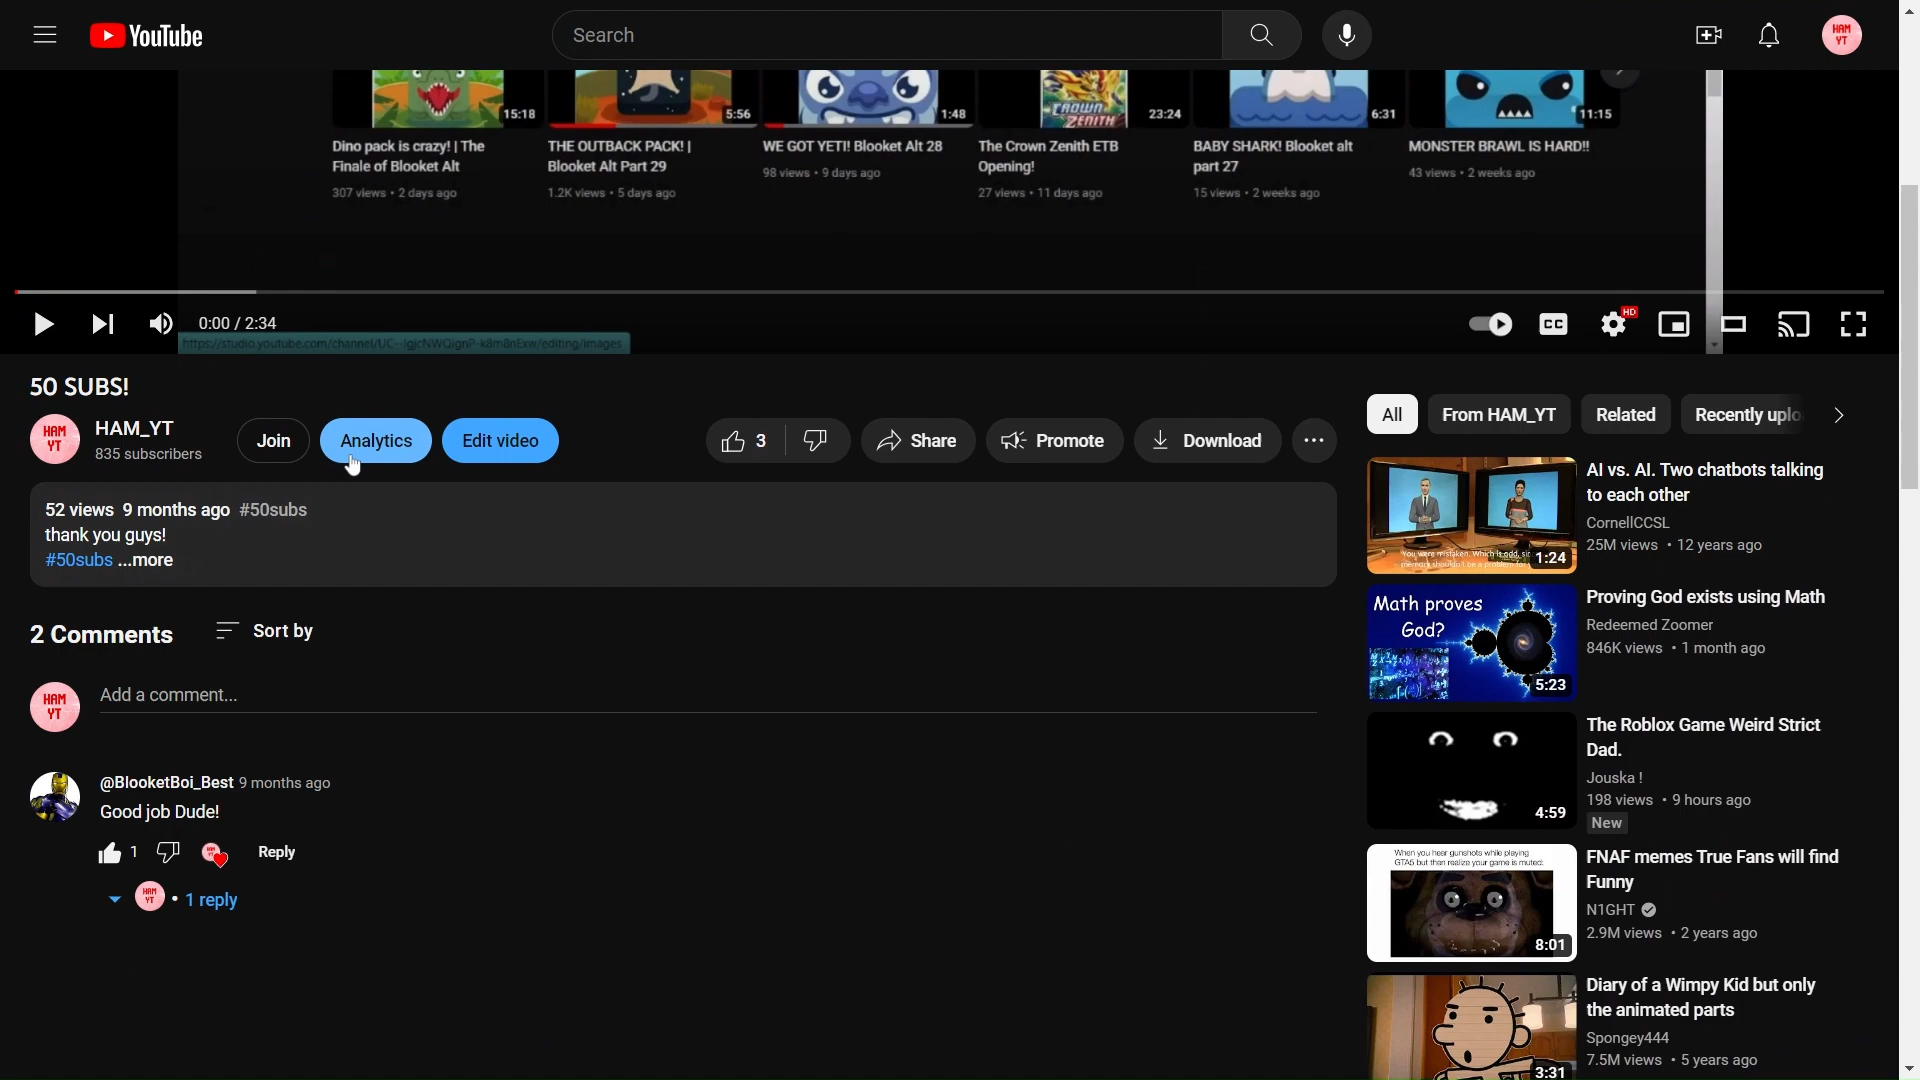 YouTube
Search
HAM
YT
CROWN
ZENITH
15:18
5:56
1:48
23:24
6:31
11:15
Dino pack is crazy! | The
Finale of Blooket Alt
307 views • 2 days ago
THE OUTBACK PACK! |
Blooket Alt Part 29
1.2K views • 5 days ago
WE GOT YETI! Blooket Alt 28
98 views • 9 days ago
The Crown Zenith ETB
Opening!
27 views • 11 days ago
BABY SHARK! Blooket alt
part 27
15 views • 2 weeks ago
MONSTER BRAWL IS HARD!!
43 views • 2 weeks ago
0:00 / 2:34
CC
HD
50 SUBS!
HAM
YT
HAM_YT
835 subscribers
Join
Analytics
Edit video
3
Share
Promote
Download
52 views 9 months ago #50subs
thank you guys!
#50subs ...more
2 Comments
Sort by
HAM
YT
Add a comment...
@BlooketBoi_Best 9 months ago
Good job Dude!
1
Reply
HAM
YT
• 1 reply
All
From HAM_YT
Related
Recently uplo
1:24
AI vs. AI. Two chatbots talking
to each other
CornellCCSL
25M views • 12 years ago
Math proves
God?
5:23
Proving God exists using Math
Redeemed Zoomer
846K views • 1 month ago
4:59
The Roblox Game Weird Strict
Dad.
Jouska !
198 views • 9 hours ago
New
When you hear gunshots while playing
GTA5 but then realize your game is muted:
8:01
FNAF memes True Fans will find
Funny
N1GHT
2.9M views • 2 years ago
3:31
Diary of a Wimpy Kid but only
the animated parts
Spongey444
7.5M views • 5 years ago